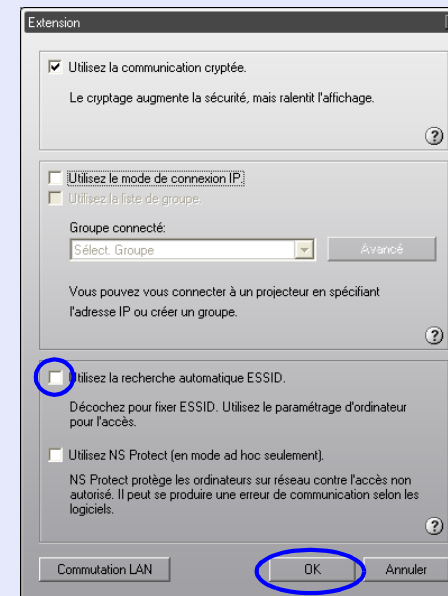 Extension
Utilisez la communication cryptée.
Le cryptage augmente la sécurité, mais ralentit l'affichage.
?
Utilisez le mode de connexion IP.
Utilisez la liste de groupe.
Groupe connecté:
Sélect. Groupe
Avancé
Vous pouvez vous connecter à un projecteur en spécifiant
l'adresse IP ou créer un groupe.
?
Utilisez la recherche automatique ESSID.
Décochez pour fixer ESSID. Utilisez le paramétrage d'ordinateur
pour l'accès.
Utilisez NS Protect (en mode ad hoc seulement).
NS Protect protège les ordinateurs sur réseau contre l'accès non
autorisé. Il peut se produire une erreur de communication selon les
logiciels.
?
Commutation LAN
OK
Annuler